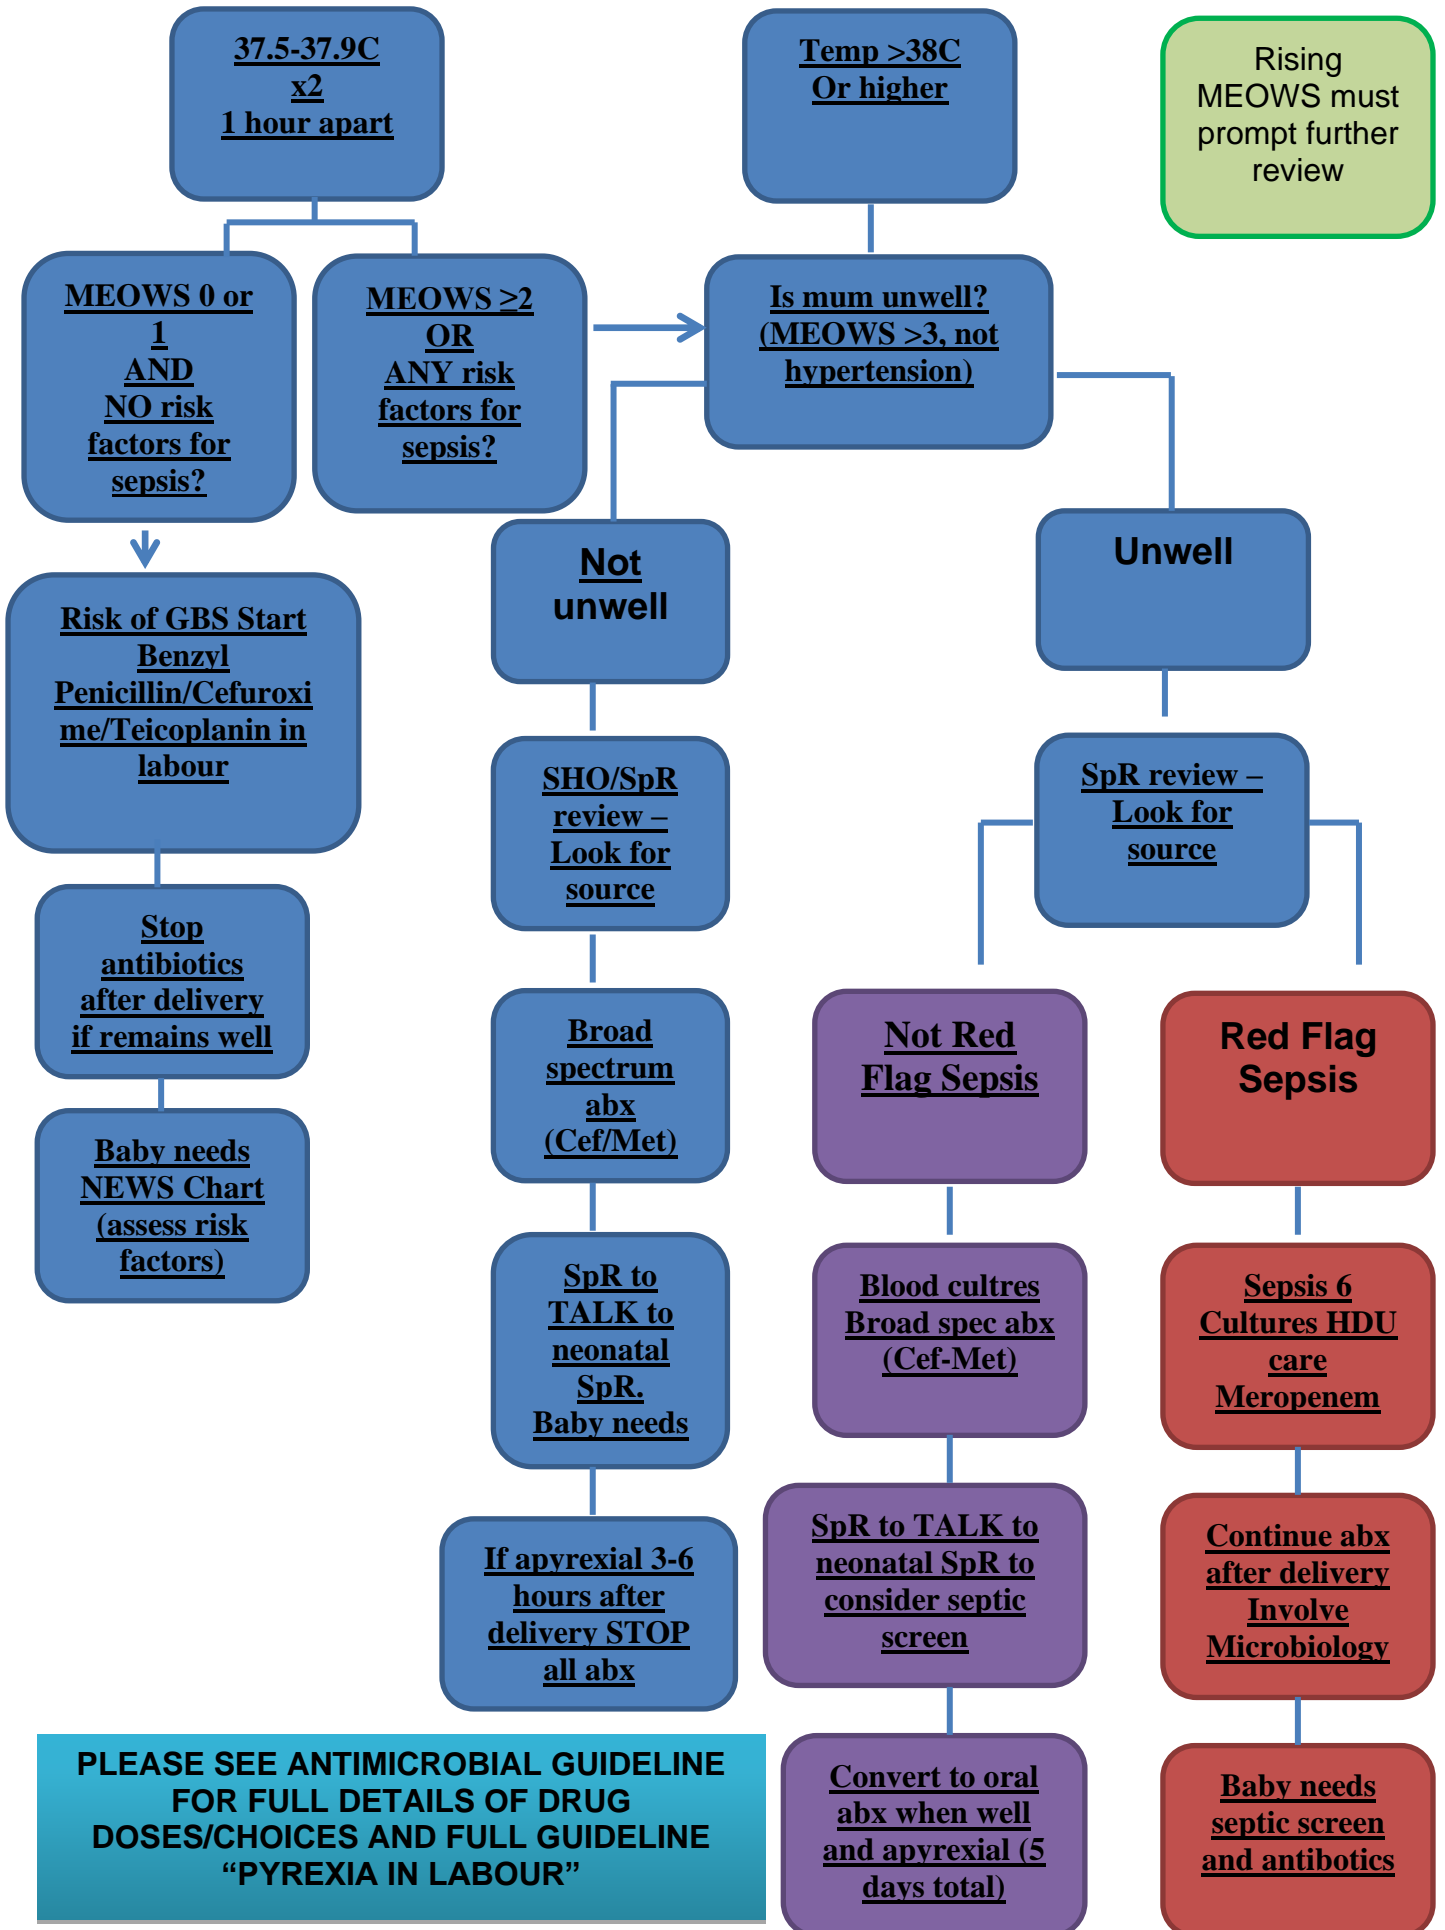 37.5-37.9C
x2
1 hour apart
Temp >38C
Or higher
Rising
MEOWS must
prompt further
review
MEOWS 0 or
1
AND
NO risk
factors for
sepsis?
MEOWS ≥2
OR
ANY risk
factors for
sepsis?
Is mum unwell?
(MEOWS >3, not
hypertension)
Risk of GBS Start
Benzyl
Penicillin/Cefuroxi
me/Teicoplanin in
labour
Stop
antibiotics
after delivery
if remains well
Baby needs
NEWS Chart
(assess risk
factors)
Not
unwell
SHO/SpR
review –
Look for
source
Broad
spectrum
abx
(Cef/Met)
SpR to
TALK to
neonatal
SpR.
Baby needs
If apyrexial 3-6
hours after
delivery STOP
all abx
Unwell
SpR review –
Look for
source
Not Red
Flag Sepsis
Blood cultres
Broad spec abx
(Cef-Met)
SpR to TALK to
neonatal SpR to
consider septic
screen
Convert to oral
abx when well
and apyrexial (5
days total)
Red Flag
Sepsis
Sepsis 6
Cultures HDU
care
Meropenem
Continue abx
after delivery
Involve
Microbiology
Baby needs
septic screen
and antibotics
PLEASE SEE ANTIMICROBIAL GUIDELINE
FOR FULL DETAILS OF DRUG
DOSES/CHOICES AND FULL GUIDELINE
“PYREXIA IN LABOUR”